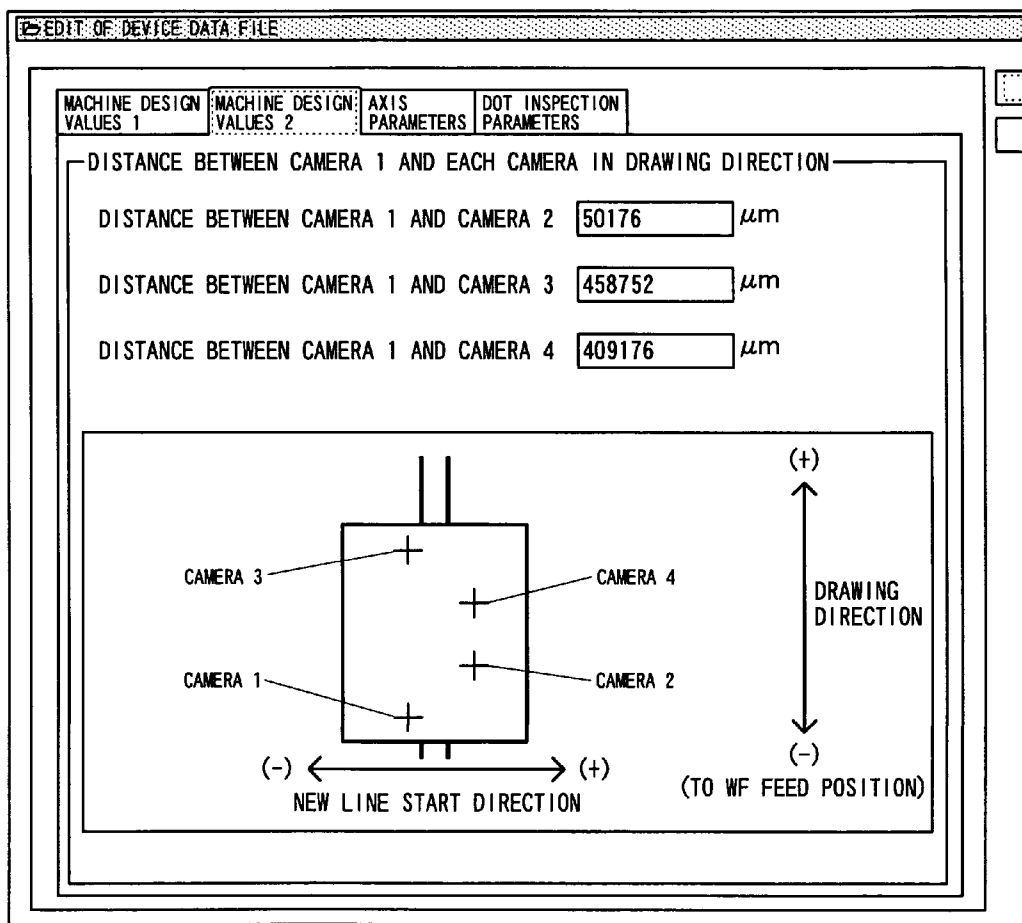 EDIT OF DEVICE DATA FILE
MACHINE DESIGN VALUES 1
MACHINE DESIGN VALUES 2
AXIS PARAMETERS
DOT INSPECTION PARAMETERS
DISTANCE BETWEEN CAMERA 1 AND EACH CAMERA IN DRAWING DIRECTION
DISTANCE BETWEEN CAMERA 1 AND CAMERA 2 50176 μm
DISTANCE BETWEEN CAMERA 1 AND CAMERA 3 458752 μm
DISTANCE BETWEEN CAMERA 1 AND CAMERA 4 409176 μm
(+)
CAMERA 3
CAMERA 4
DRAWING
DIRECTION
CAMERA 1
CAMERA 2
(-)
(TO WF FEED POSITION)
(-) (+)
NEW LINE START DIRECTION